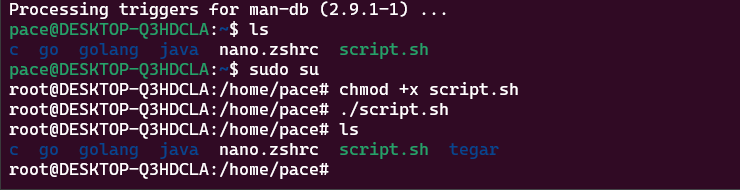 Processing triggers for man-db (2.9.1-1) ...
pace@DESKTOP-Q3HDCLA:~$ ls
c  go  golang  java  nano.zshrc  script.sh
pace@DESKTOP-Q3HDCLA:~$ sudo su
root@DESKTOP-Q3HDCLA:/home/pace# chmod +x script.sh
root@DESKTOP-Q3HDCLA:/home/pace# ./script.sh
root@DESKTOP-Q3HDCLA:/home/pace# ls
c  go  golang  java  nano.zshrc  script.sh  tegar
root@DESKTOP-Q3HDCLA:/home/pace#